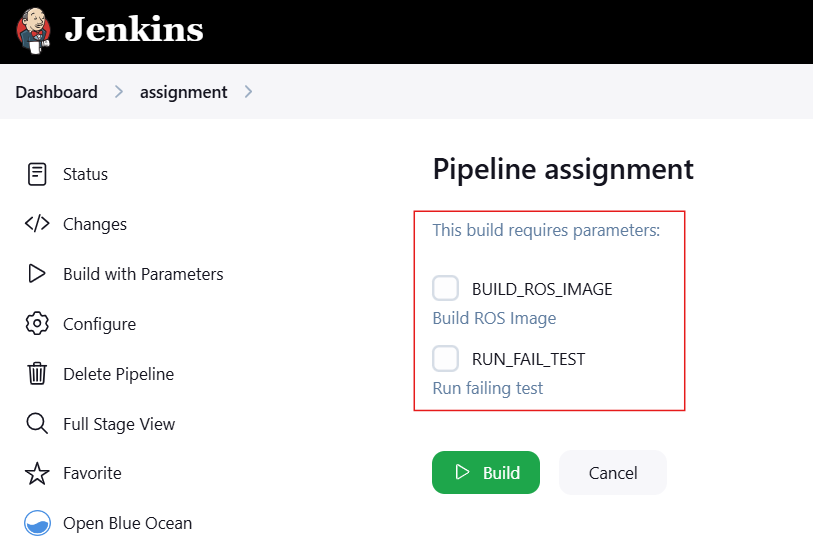 Jenkins
Dashboard
assignment
Status
Changes
Build with Parameters
Configure
Delete Pipeline
Full Stage View
Favorite
Open Blue Ocean
Pipeline assignment
This build requires parameters:
BUILD_ROS_IMAGE
Build ROS Image
RUN_FAIL_TEST
Run failing test
Build
Cancel